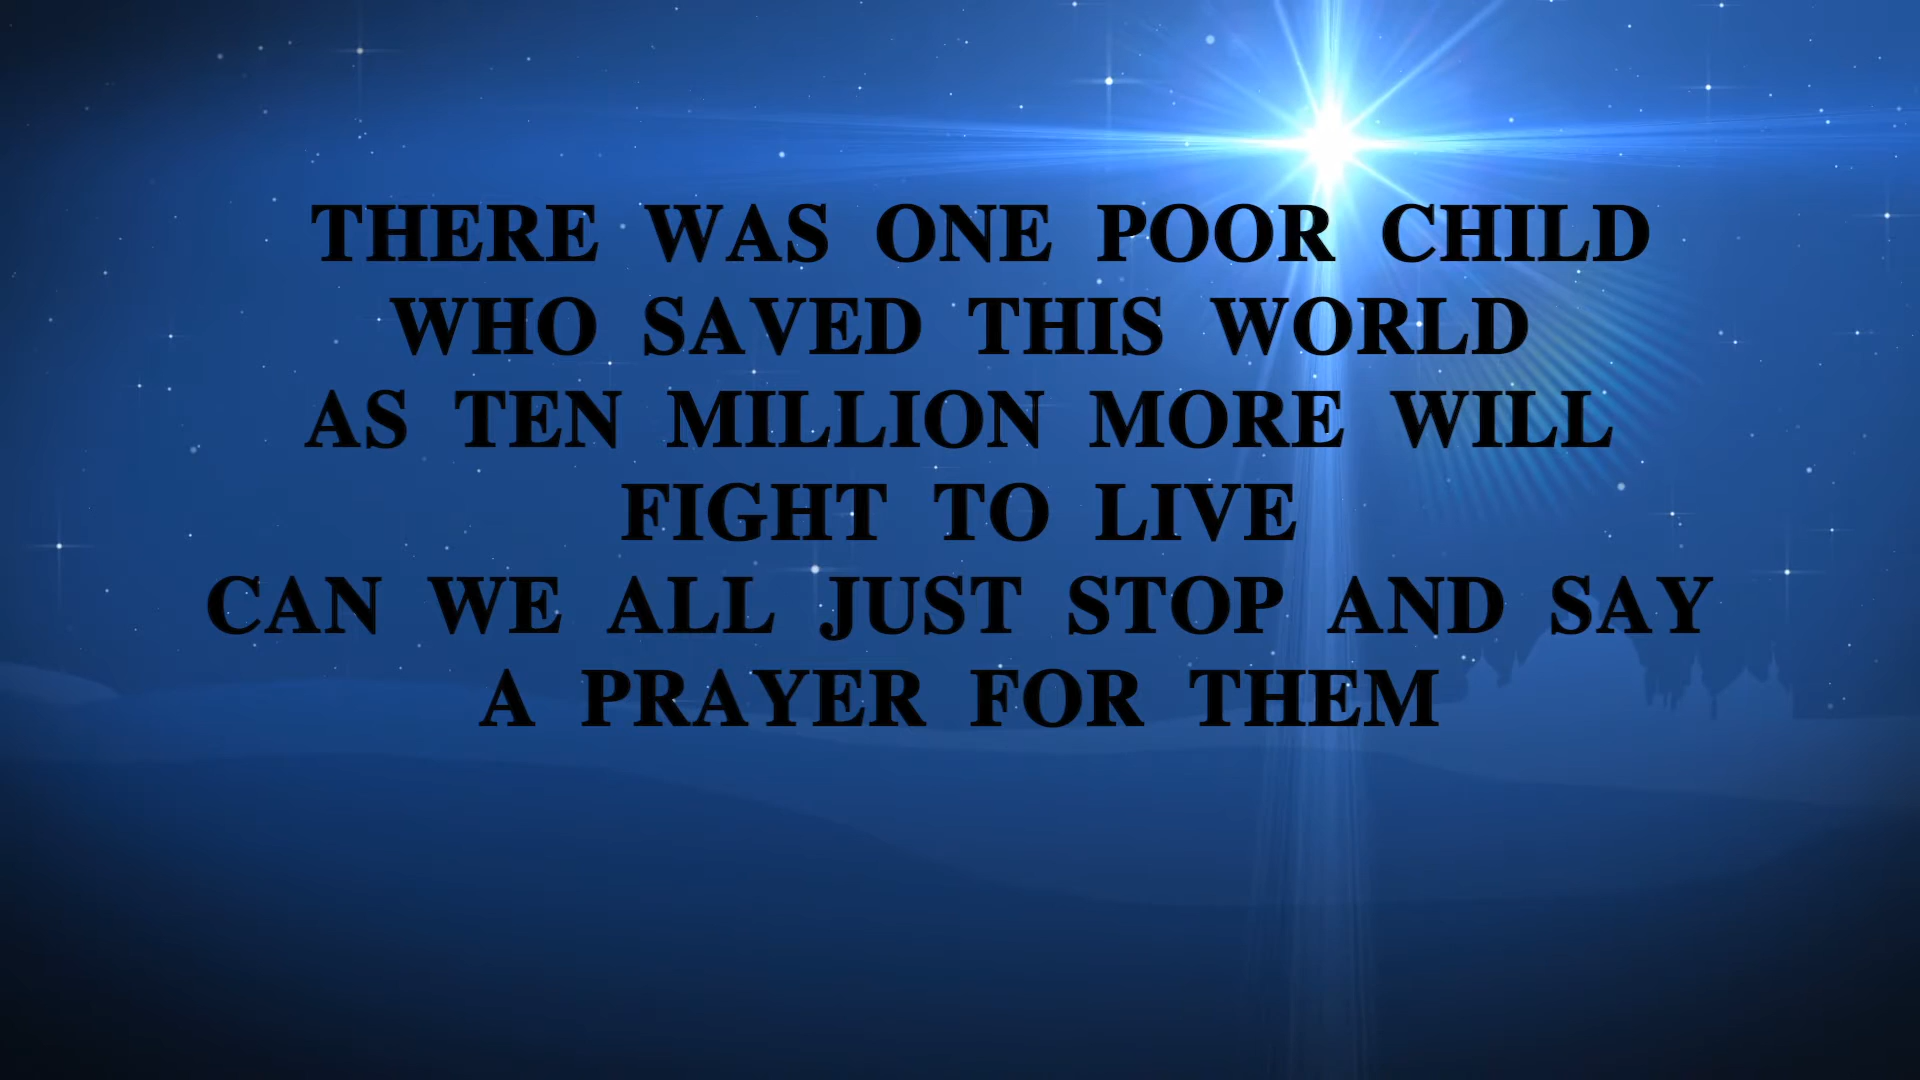 THERE WAS ONE POOR CHILD
WHO SAVED THIS WORLD
AS TEN MILLION MORE WILL
FIGHT TO LIVE
CAN WE ALL JUST STOP AND SAY
A PRAYER FOR THEM